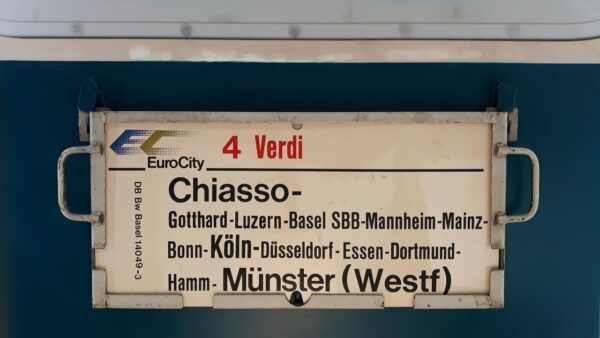 EC
EuroCity
4 Verdi
Chiasso-
Gotthard-Luzern-Basel SBB-Mannheim-Mainz-
Bonn-Köln-Düsseldorf-Essen-Dortmund-
Hamm-Münster (Westf)
DB Bw Basel 14049-3